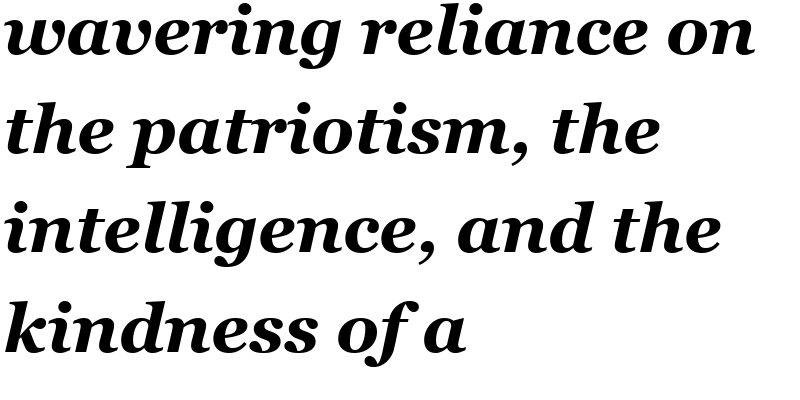 wavering reliance on
the patriotism, the
intelligence, and the
kindness of a